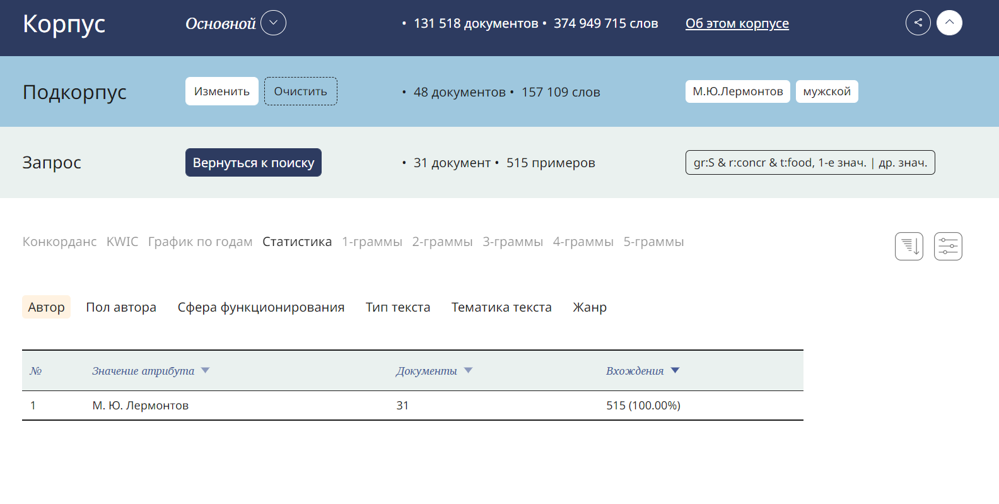 Корпус Основной • 131 518 документов • 374 949 715 слов Об этом корпусе
Подкорпус Изменить Очистить • 48 документов • 157 109 слов М.Ю.Лермонтов мужской
Запрос Вернуться к поиску • 31 документ • 515 примеров gr:S & r:concr & t:food, 1-е знач. | др. знач.
Конкорданс KWIC График по годам Статистика 1-граммы 2-граммы 3-граммы 4-граммы 5-граммы
Автор Пол автора Сфера функционирования Тип текста Тематика текста Жанр
№ Значение атрибута Документы Вхождения
1 М. Ю. Лермонтов 31 515 (100.00%)